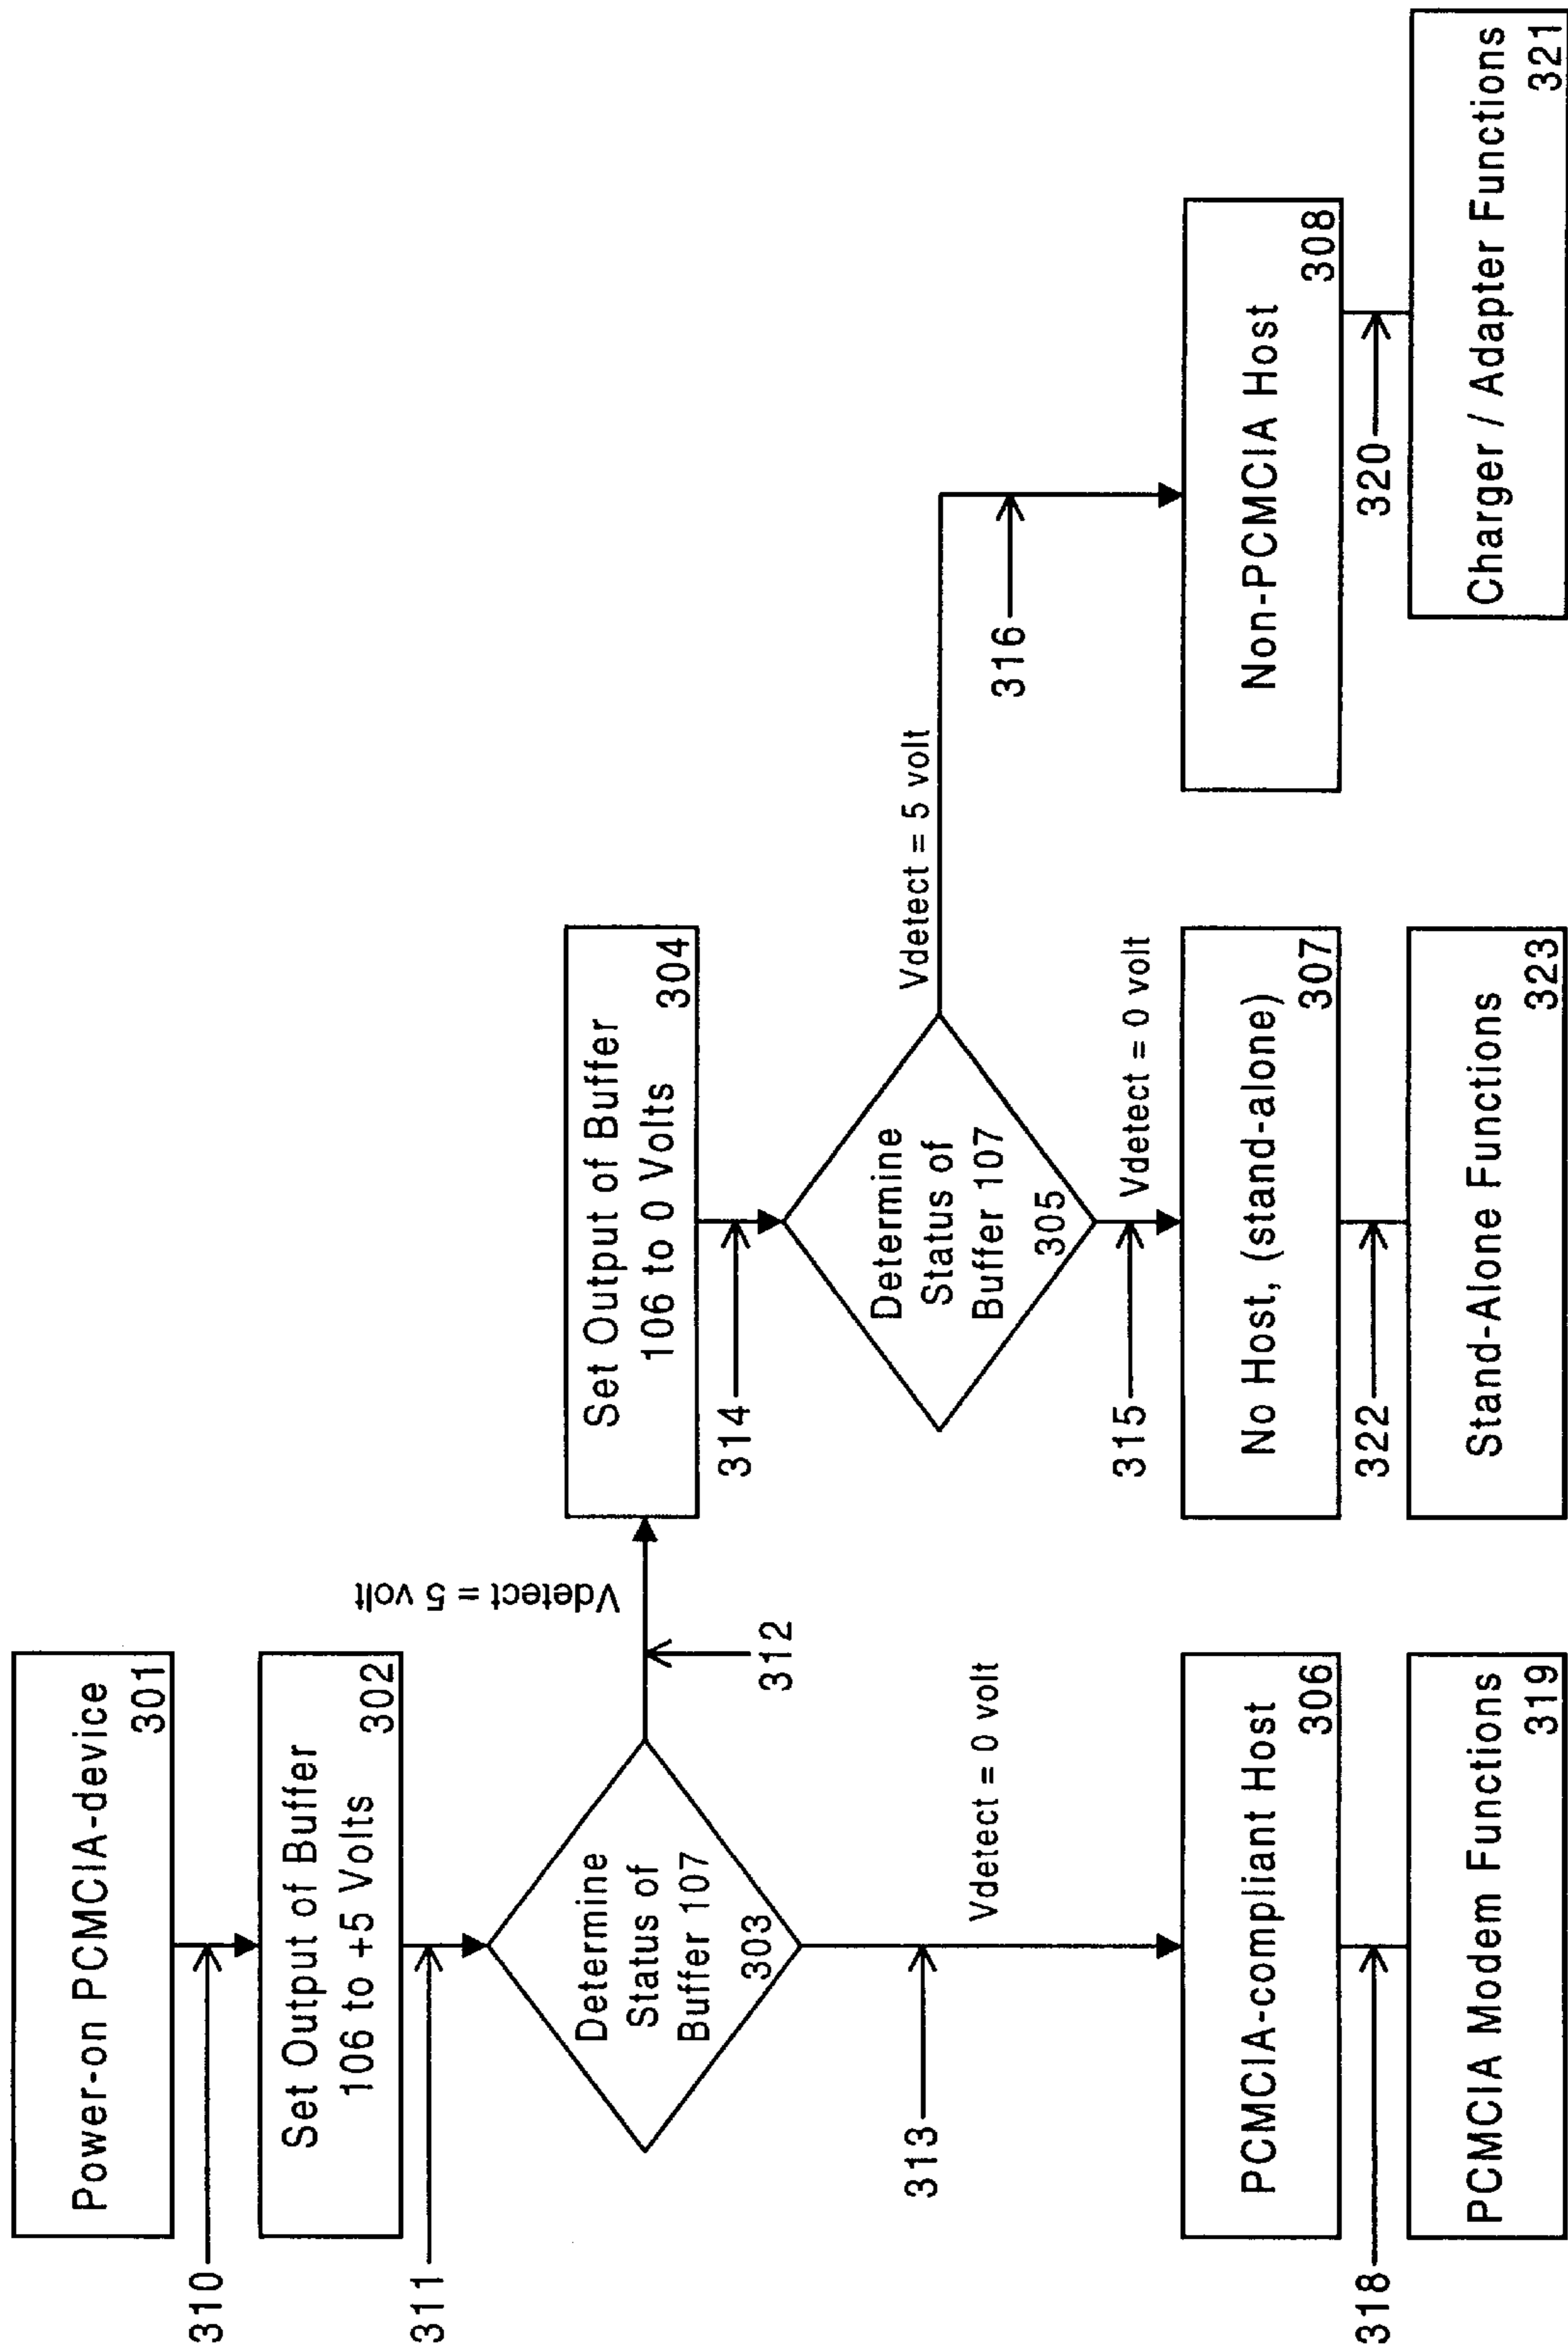 Power-on PCMCIA-device
301
310
Set Output of Buffer
106 to +5 Volts
302
311
Determine
Status of
Buffer 107
303
312
Vdetect = 5 volt
313
Vdetect = 0 volt
PCMCIA-compliant Host
306
318
PCMCIA Modem Functions
319
Set Output of Buffer
106 to 0 Volts
304
314
Determine
Status of
Buffer 107
305
315
Vdetect = 0 volt
No Host, (stand-alone)
307
322
Stand-Alone Functions
323
Vdetect = 5 volt
316
Non-PCMCIA Host
308
320
Charger / Adapter Functions
321